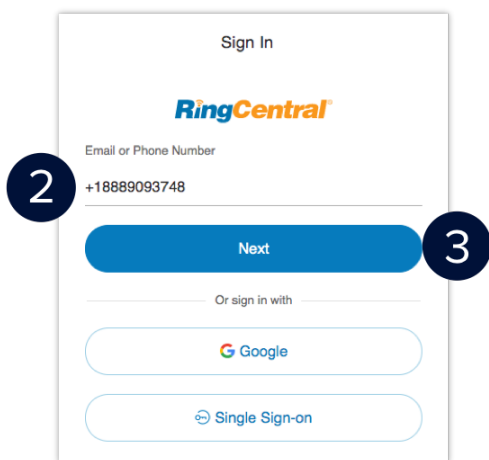 Sign In
RingCentral®
Email or Phone Number
2
+18889093748
Next
3
Or sign in with
Google
Single Sign-on